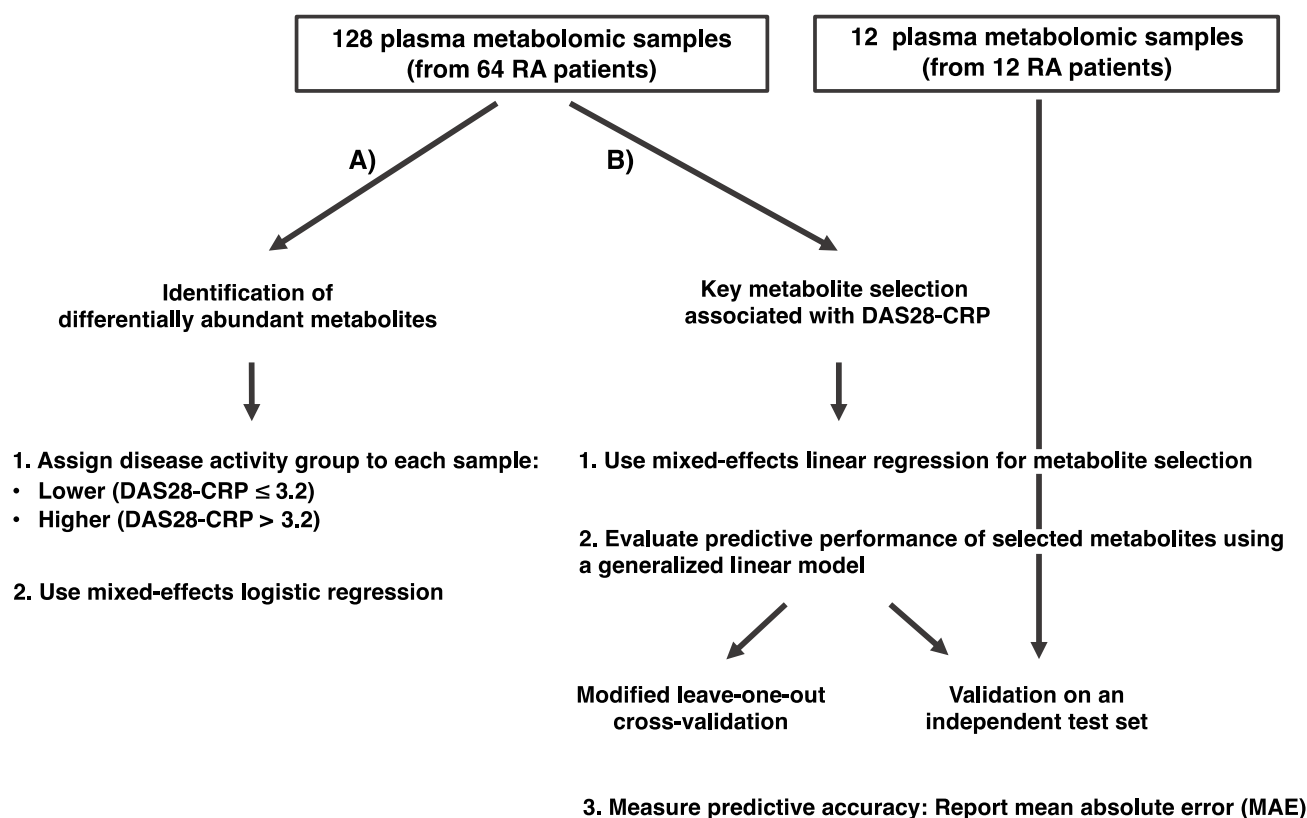 128 plasma metabolomic samples
(from 64 RA patients)
12 plasma metabolomic samples
(from 12 RA patients)
A)
B)
Identification of
differentially abundant metabolites
Key metabolite selection
associated with DAS28-CRP
1. Assign disease activity group to each sample:
• Lower (DAS28-CRP ≤ 3.2)
• Higher (DAS28-CRP > 3.2)
2. Use mixed-effects logistic regression
1. Use mixed-effects linear regression for metabolite selection
2. Evaluate predictive performance of selected metabolites using
a generalized linear model
Modified leave-one-out
cross-validation
Validation on an
independent test set
3. Measure predictive accuracy: Report mean absolute error (MAE)